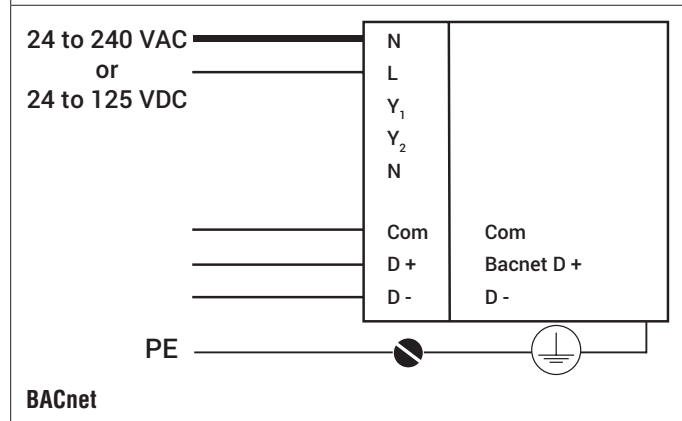 24 to 240 VAC
or
24 to 125 VDC
N
L
Y₁
Y₂
N
Com Com
D + Bacnet D +
D - D -
PE
BACnet